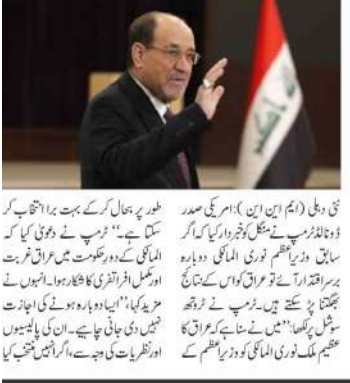 نئی دہلی (ایم این این): امریکی صدر
ڈونالڈ ٹرمپ نے منگل کو خبردار کیا کہ اگر
سابق وزیراعظم نوری المالکی دوبارہ
برسراقتدار آئے تو عراق کو اس کے نتائج
بھگتنا پڑ سکتے ہیں۔ ٹرمپ نے ٹروتھ
سوشل پر لکھا: ”میں نے سنا ہے کہ عراق کا
عظیم ملک نوری المالکی کو وزیراعظم کے
طور پر بحال کرکے بہت برا انتخاب کر
سکتا ہے۔“ ٹرمپ نے دعویٰ کیا کہ
المالکی کے دورحکومت میں عراق غربت
اور مکمل افراتفری کا شکار ہوا۔ انہوں نے
مزید کہا، ”ایسا دوبارہ ہونے کی اجازت
نہیں دی جانی چاہیے۔ ان کی پالیسیوں
اور نظریات کی وجہ سے، اگر انہیں منتخب کیا